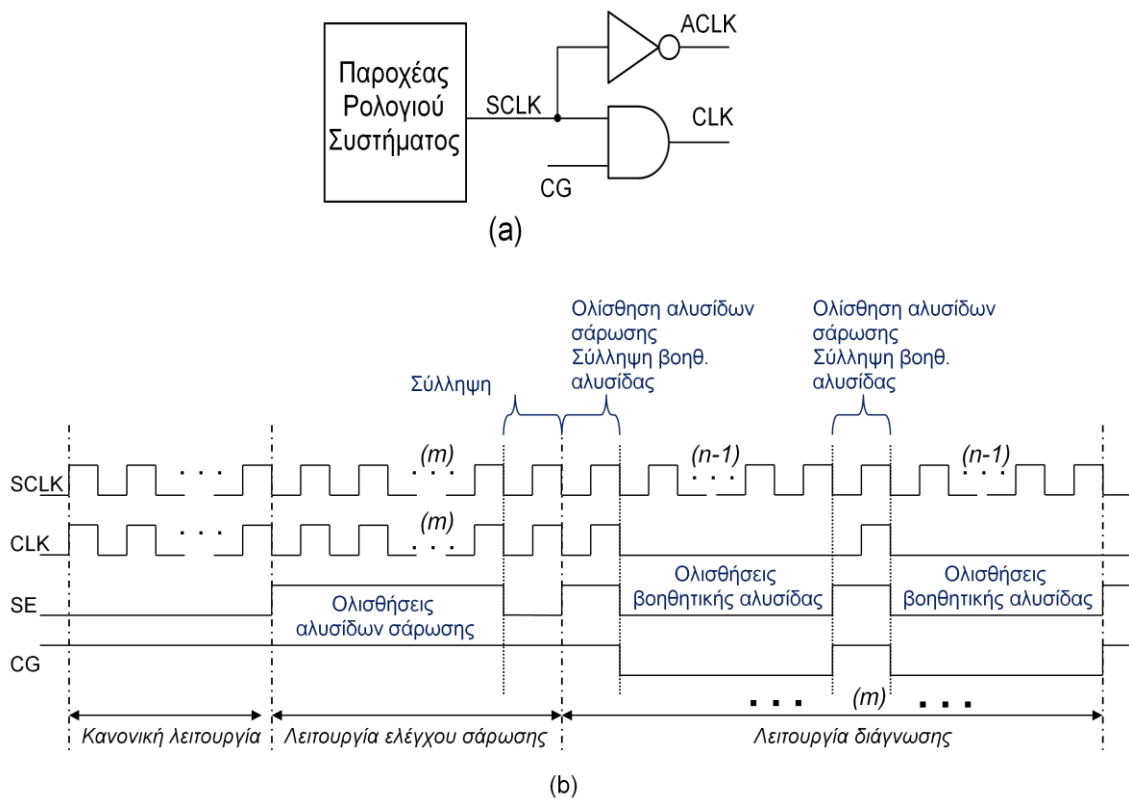 Παροχέας
Ρολογιού
Συστήματος
SCLK
ACLK
CLK
CG
(a)
Σύλληψη
Ολίσθηση αλυσίδων
σάρωσης
Σύλληψη βοηθ.
αλυσίδας
Ολίσθηση αλυσίδων
σάρωσης
Σύλληψη βοηθ.
αλυσίδας
SCLK
. . .
(m)
. . .
(n-1)
. . .
(n-1)
. . .
CLK
. . .
(m)
. . .
SE
Ολισθήσεις
αλυσίδων σάρωσης
Ολισθήσεις
βοηθητικής αλυσίδας
Ολισθήσεις
βοηθητικής αλυσίδας
CG
. . . (m) . . .
Κανονική λειτουργία
Λειτουργία ελέγχου σάρωσης
Λειτουργία διάγνωσης
(b)